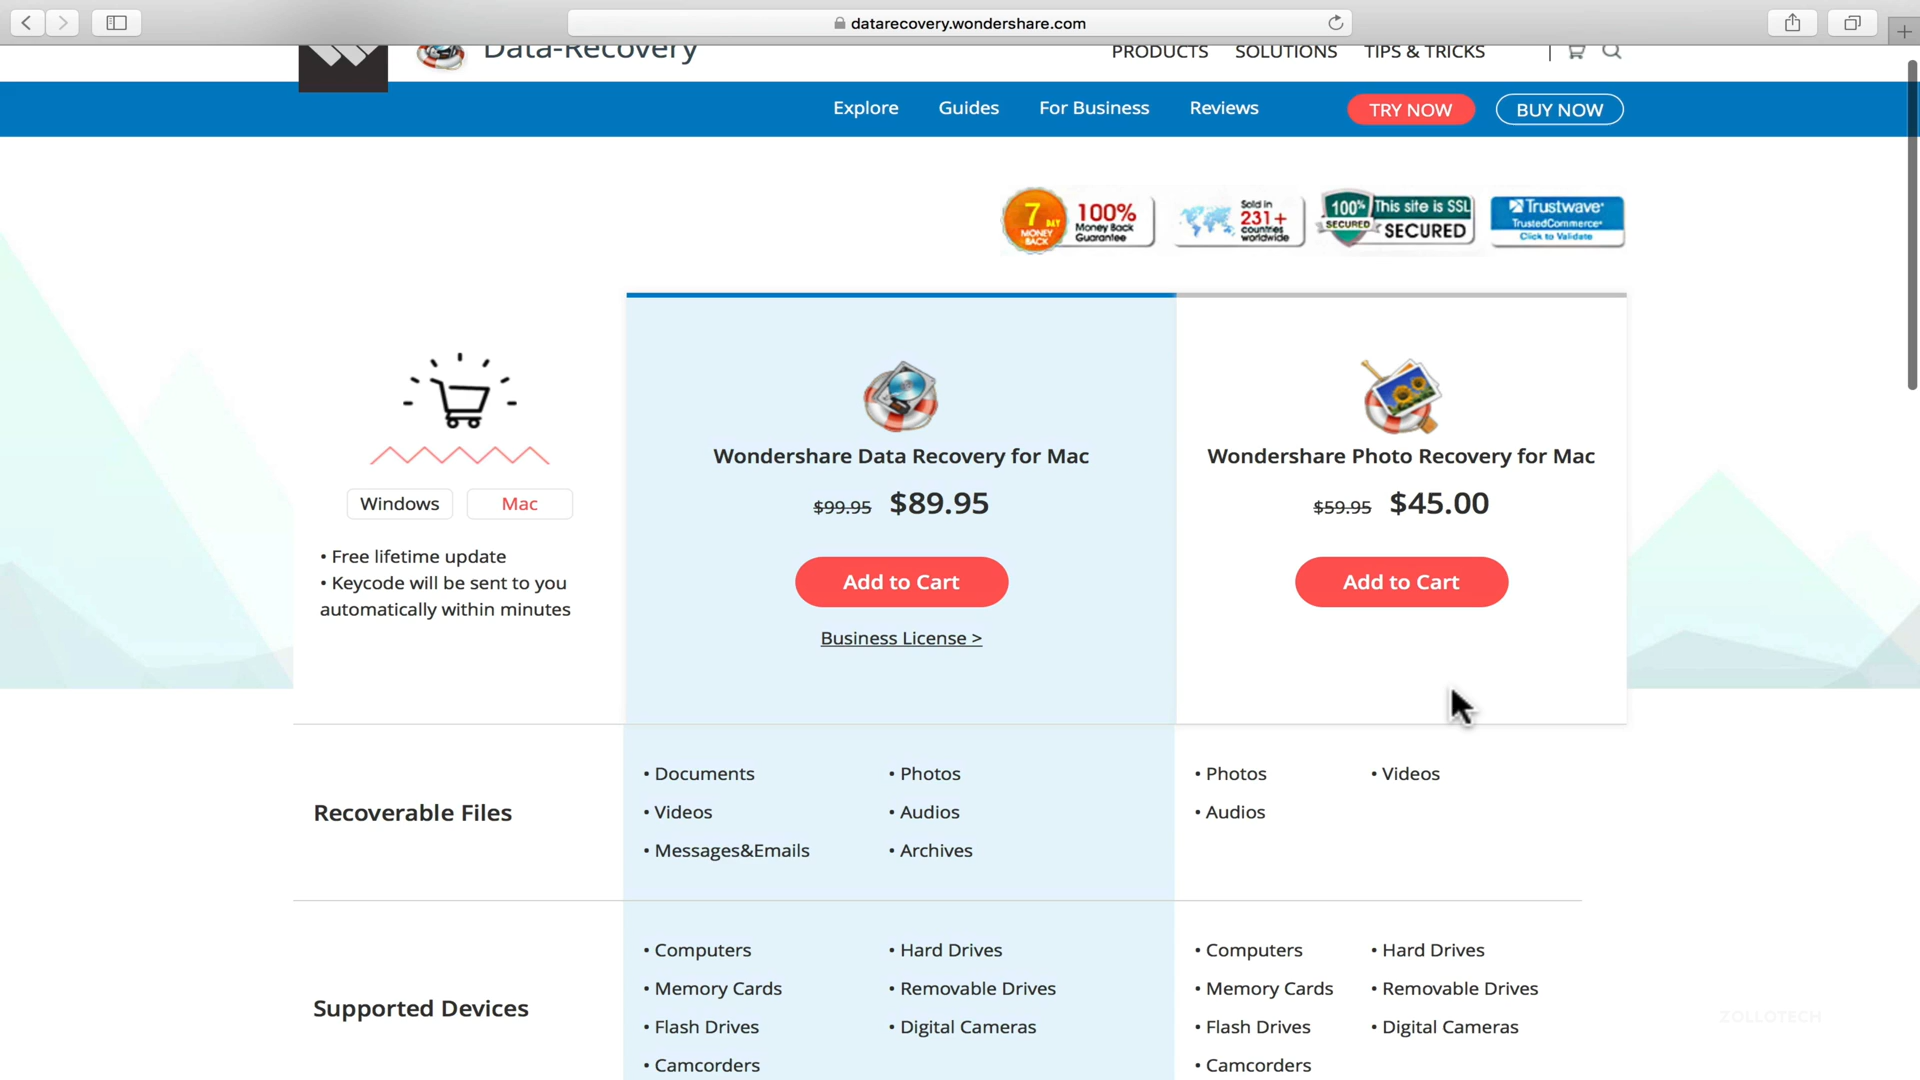 datarecovery.wondershare.com
Data-Recovery
PRODUCTS SOLUTIONS TIPS & TRICKS
Explore Guides For Business Reviews TRY NOW BUY NOW
7 DAY MONEY BACK 100% Money Back Guarantee
Sold in 231+ countries worldwide
100% SECURED This site is SSL SECURED
Trustwave® TrustedCommerce® Click to Validate
Wondershare Data Recovery for Mac
$99.95 $89.95
Add to Cart
Business License >
Wondershare Photo Recovery for Mac
$59.95 $45.00
Add to Cart
Windows Mac
• Free lifetime update
• Keycode will be sent to you
automatically within minutes
Recoverable Files
• Documents • Photos
• Videos • Audios
• Messages&Emails • Archives
• Photos • Videos
• Audios
Supported Devices
• Computers • Hard Drives
• Memory Cards • Removable Drives
• Flash Drives • Digital Cameras
• Camcorders
• Computers • Hard Drives
• Memory Cards • Removable Drives
• Flash Drives • Digital Cameras
• Camcorders
ZOLLOTECH